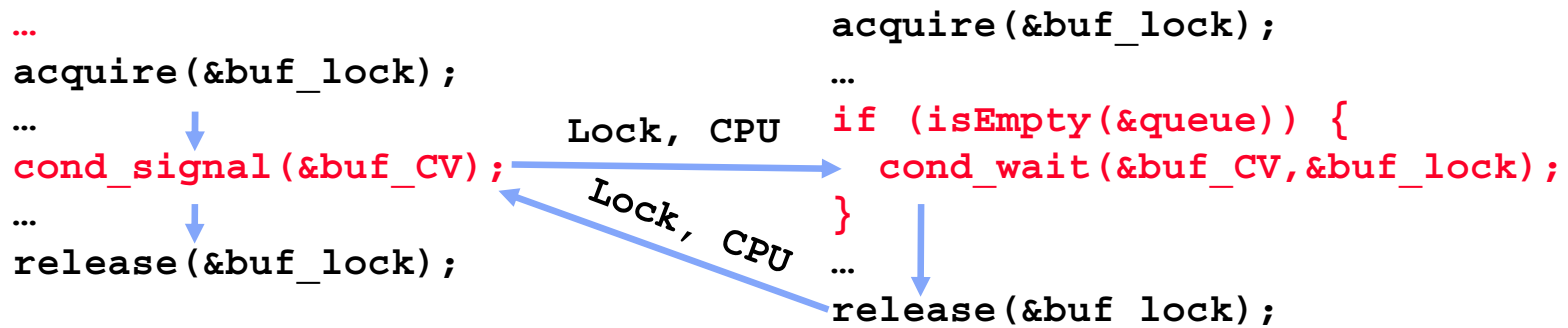 …
acquire(&buf_lock);
…
cond_signal(&buf_CV);
…
release(&buf_lock);
Lock, CPU
Lock, CPU
acquire(&buf_lock);
…
if (isEmpty(&queue)) {
cond_wait(&buf_CV,&buf_lock);
}
…
release(&buf lock);